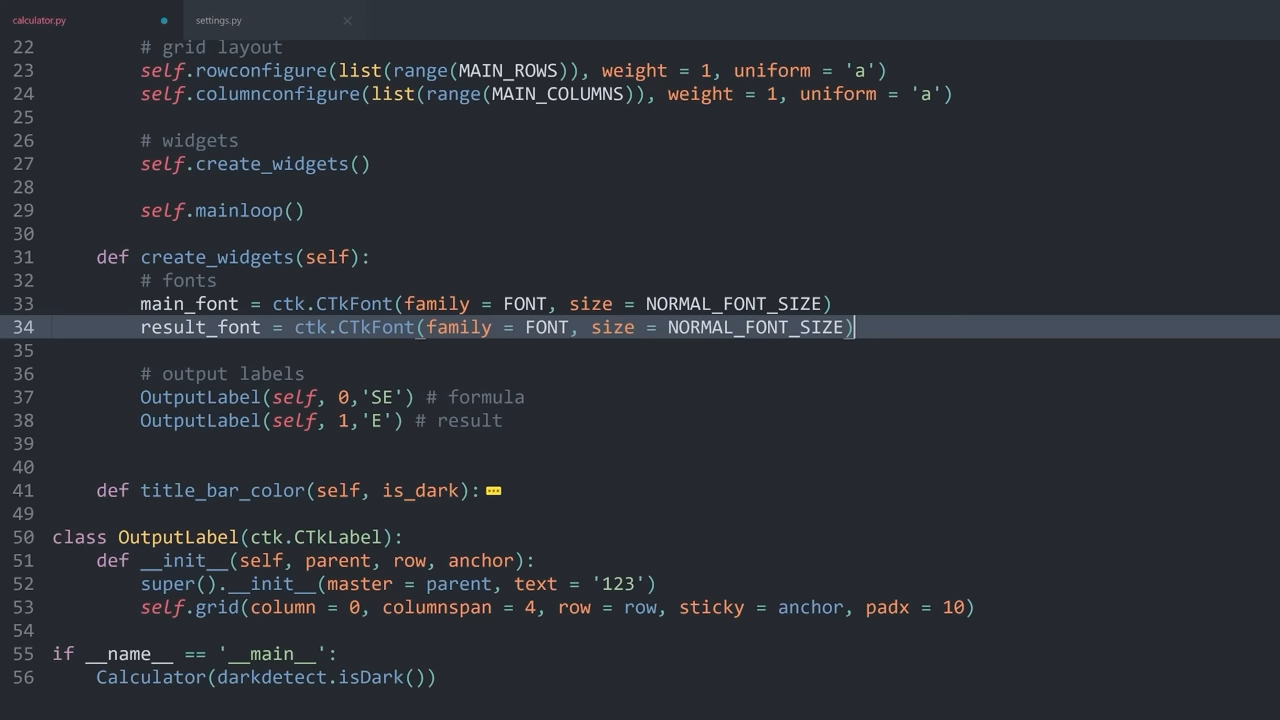 calculator.py settings.py
22 # grid layout
23 self.rowconfigure(list(range(MAIN_ROWS)), weight = 1, uniform = 'a')
24 self.columnconfigure(list(range(MAIN_COLUMNS)), weight = 1, uniform = 'a')
25
26 # widgets
27 self.create_widgets()
28
29 self.mainloop()
30
31 def create_widgets(self):
32 # fonts
33 main_font = ctk.CTkFont(family = FONT, size = NORMAL_FONT_SIZE)
34 result_font = ctk.CTkFont(family = FONT, size = NORMAL_FONT_SIZE)
35
36 # output labels
37 OutputLabel(self, 0,'SE') # formula
38 OutputLabel(self, 1,'E') # result
39
40
41 def title_bar_color(self, is_dark):
49
50 class OutputLabel(ctk.CTkLabel):
51 def __init__(self, parent, row, anchor):
52 super().__init__(master = parent, text = '123')
53 self.grid(column = 0, columnspan = 4, row = row, sticky = anchor, padx = 10)
54
55 if __name__ == '__main__':
56 Calculator(darkdetect.isDark())